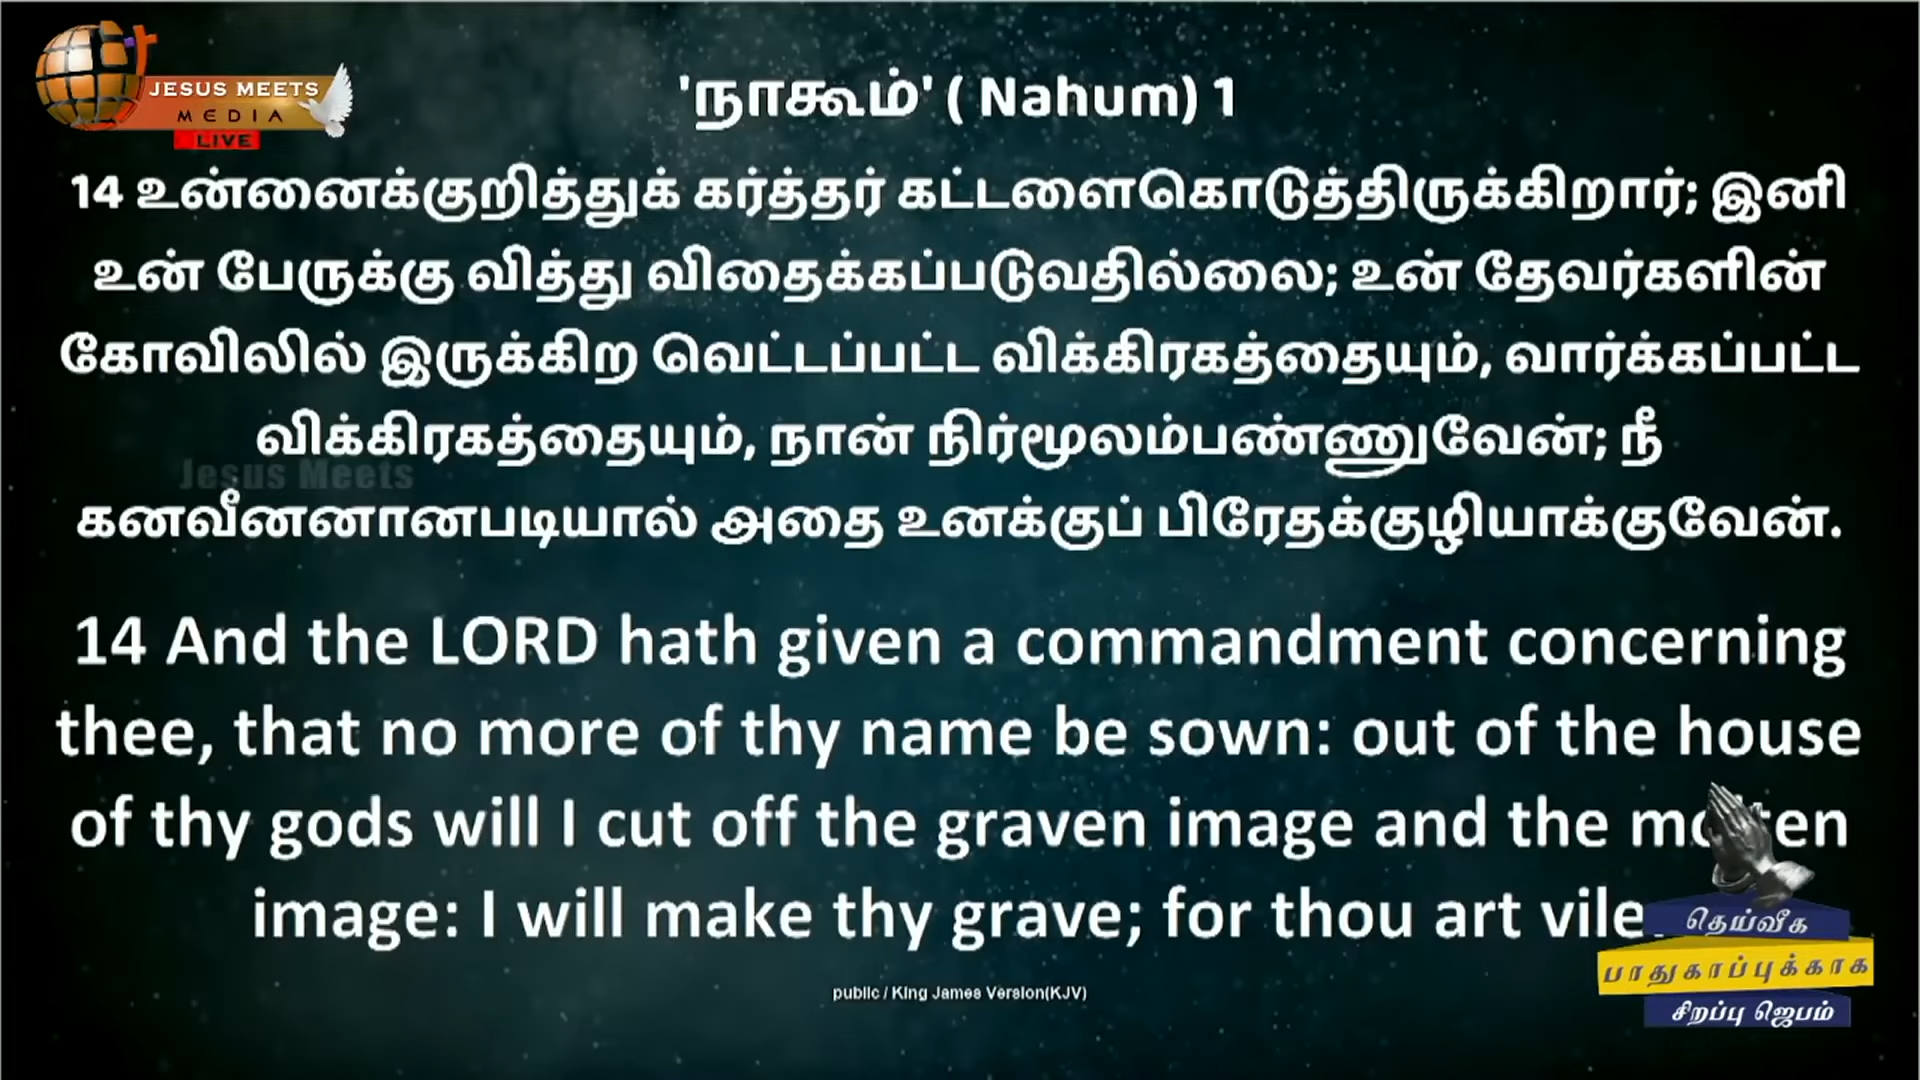 JESUS MEETS
MEDIA
LIVE
'நாகூம்' ( Nahum) 1
14 உன்னைக்குறித்துக் கர்த்தர் கட்டளைகொடுத்திருக்கிறார்; இனி
உன் பேருக்கு வித்து விதைக்கப்படுவதில்லை; உன் தேவர்களின்
கோவிலில் இருக்கிற வெட்டப்பட்ட விக்கிரகத்தையும், வார்க்கப்பட்ட
விக்கிரகத்தையும், நான் நிர்மூலம்பண்ணுவேன்; நீ
Jesus Meets
கனவீனனானபடியால் அதை உனக்குப் பிரேதக்குழியாக்குவேன்.
14 And the LORD hath given a commandment concerning
thee, that no more of thy name be sown: out of the house
of thy gods will I cut off the graven image and the molten
image: I will make thy grave; for thou art vile.
public / King James Version(KJV)
தெய்வீக
பாதுகாப்புக்காக
சிறப்பு ஜெபம்